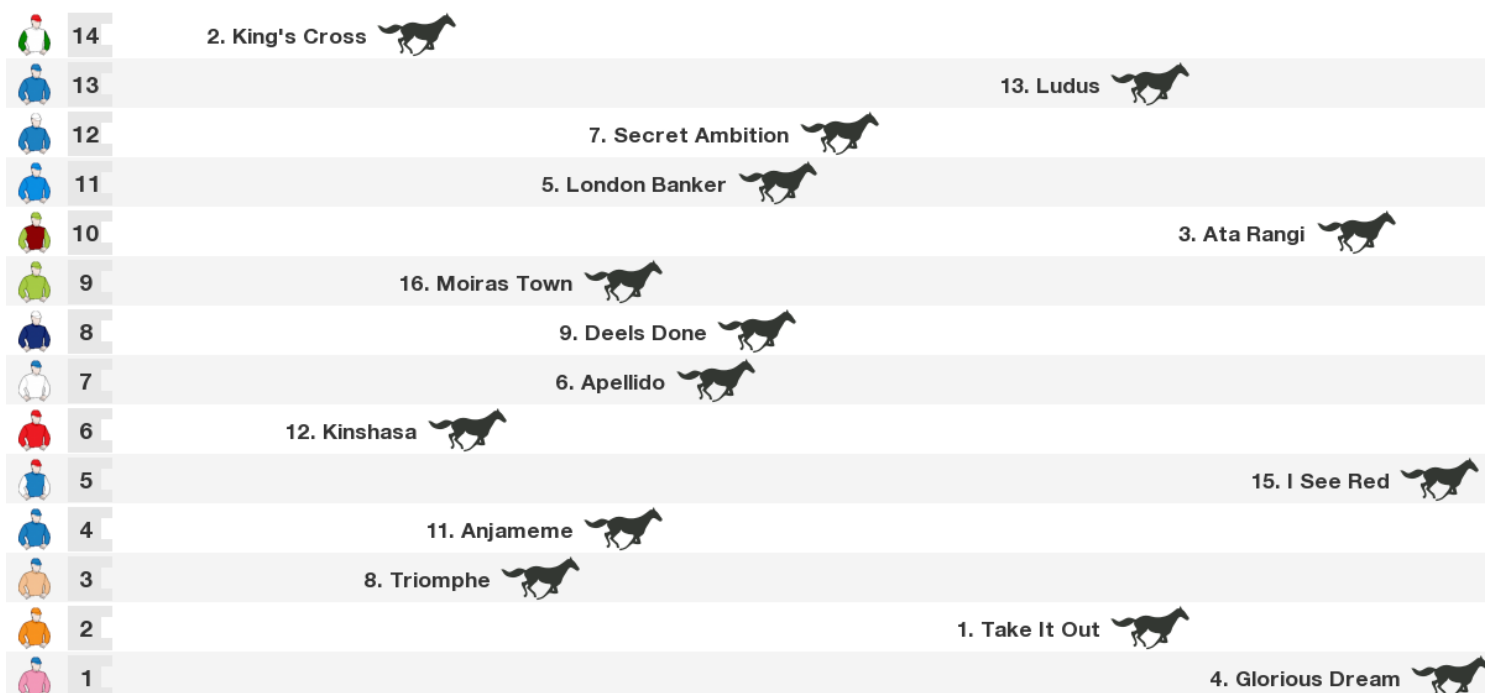 14 2. King's Cross
13 13. Ludus
12 7. Secret Ambition
11 5. London Banker
10 3. Ata Rangi
9 16. Moiras Town
8 9. Deels Done
7 6. Apellido
6 12. Kinshasa
5 15. I See Red
4 11. Anjameme
3 8. Triomphe
2 1. Take It Out
1 4. Glorious Dream